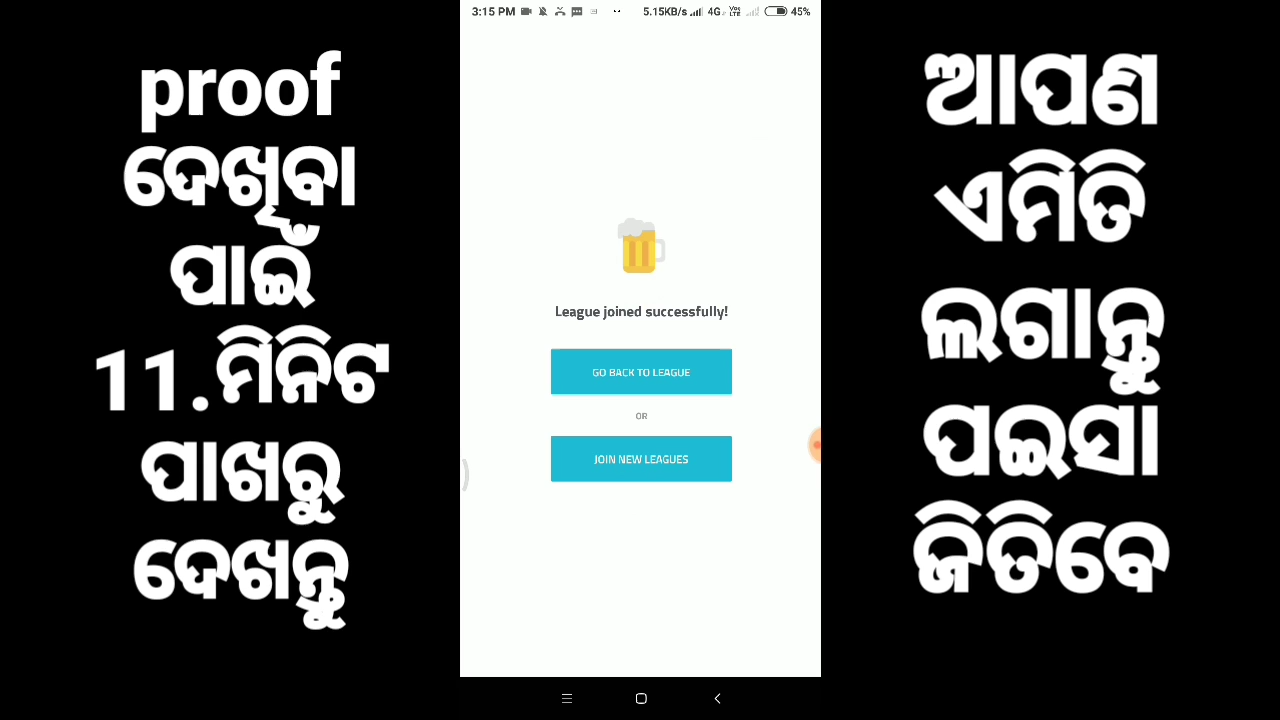 proof
ଦେଖିବା
ପାଇଁ
11.ମିନିଟ
ପାଖରୁ
ଦେଖନ୍ତୁ
3:15 PM
5.15KB/s 4G VoLTE 45%
League joined successfully!
GO BACK TO LEAGUE
OR
JOIN NEW LEAGUES
ଆପଣ
ଏମିତି
ଲଗାନ୍ତୁ
ପଇସା
ଜିତିବେ